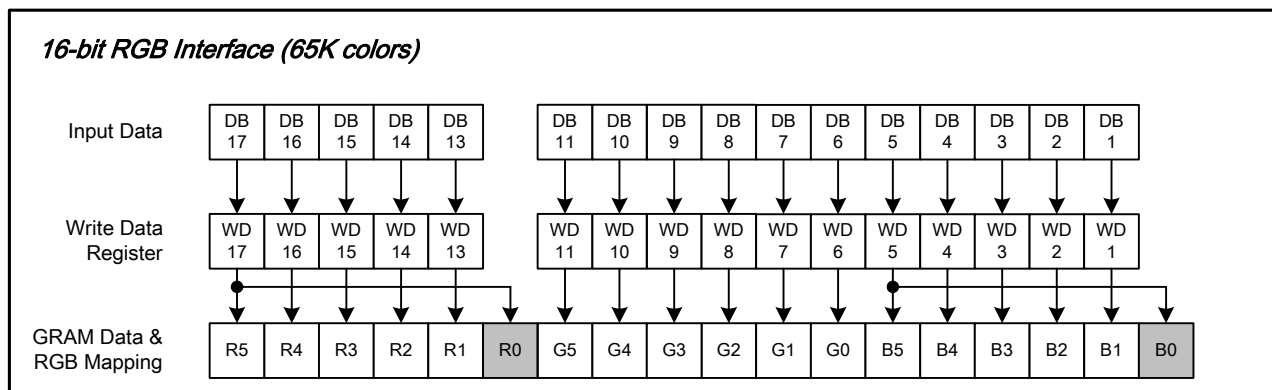 16-bit RGB Interface (65K colors)
Input Data
DB 17 DB 16 DB 15 DB 14 DB 13 DB 11 DB 10 DB 9 DB 8 DB 7 DB 6 DB 5 DB 4 DB 3 DB 2 DB 1
Write Data
Register
WD 17 WD 16 WD 15 WD 14 WD 13 WD 11 WD 10 WD 9 WD 8 WD 7 WD 6 WD 5 WD 4 WD 3 WD 2 WD 1
GRAM Data &
RGB Mapping
R5 R4 R3 R2 R1 R0 G5 G4 G3 G2 G1 G0 B5 B4 B3 B2 B1 B0